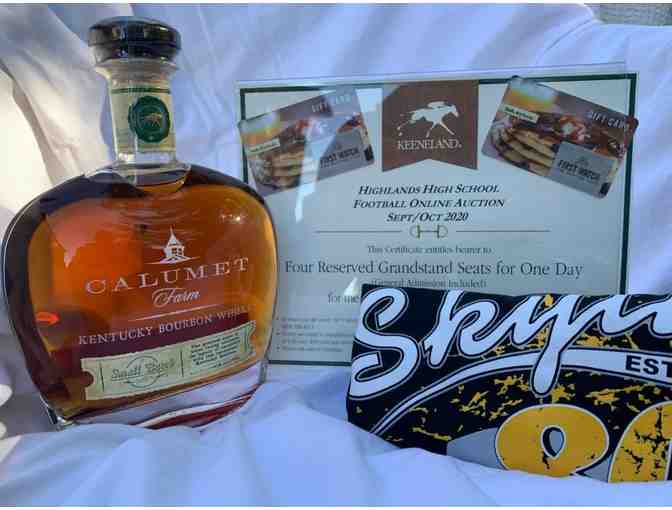 CALUMET
Farm
KENTUCKY BOURBON WHISKEY
Small Batch
GIFT CARD
FIRST WATCH
KEENELAND
GIFT CARD
FIRST WATCH
HIGHLANDS HIGH SCHOOL
FOOTBALL ONLINE AUCTION
SEPT/OCT 2020
This Certificate entitles bearer to
Four Reserved Grandstand Seats for One Day
(General Admission Included)
for the
Skyli
EST